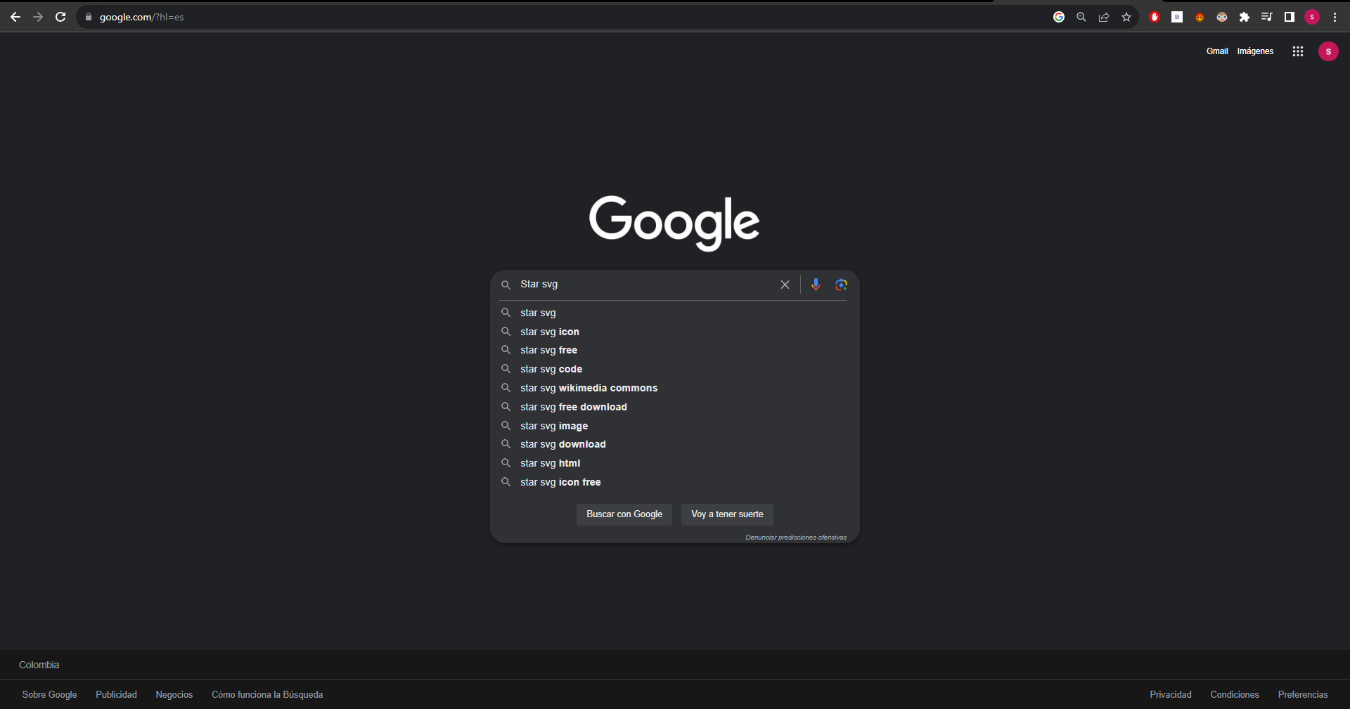 google.com/?hl=es
S
Gmail Imágenes S
Google
Star svg
star svg
star svg icon
star svg free
star svg code
star svg wikimedia commons
star svg free download
star svg image
star svg download
star svg html
star svg icon free
Buscar con Google Voy a tener suerte
Denunciar predicciones ofensivas
Colombia
Sobre Google Publicidad Negocios Cómo funciona la Búsqueda Privacidad Condiciones Preferencias